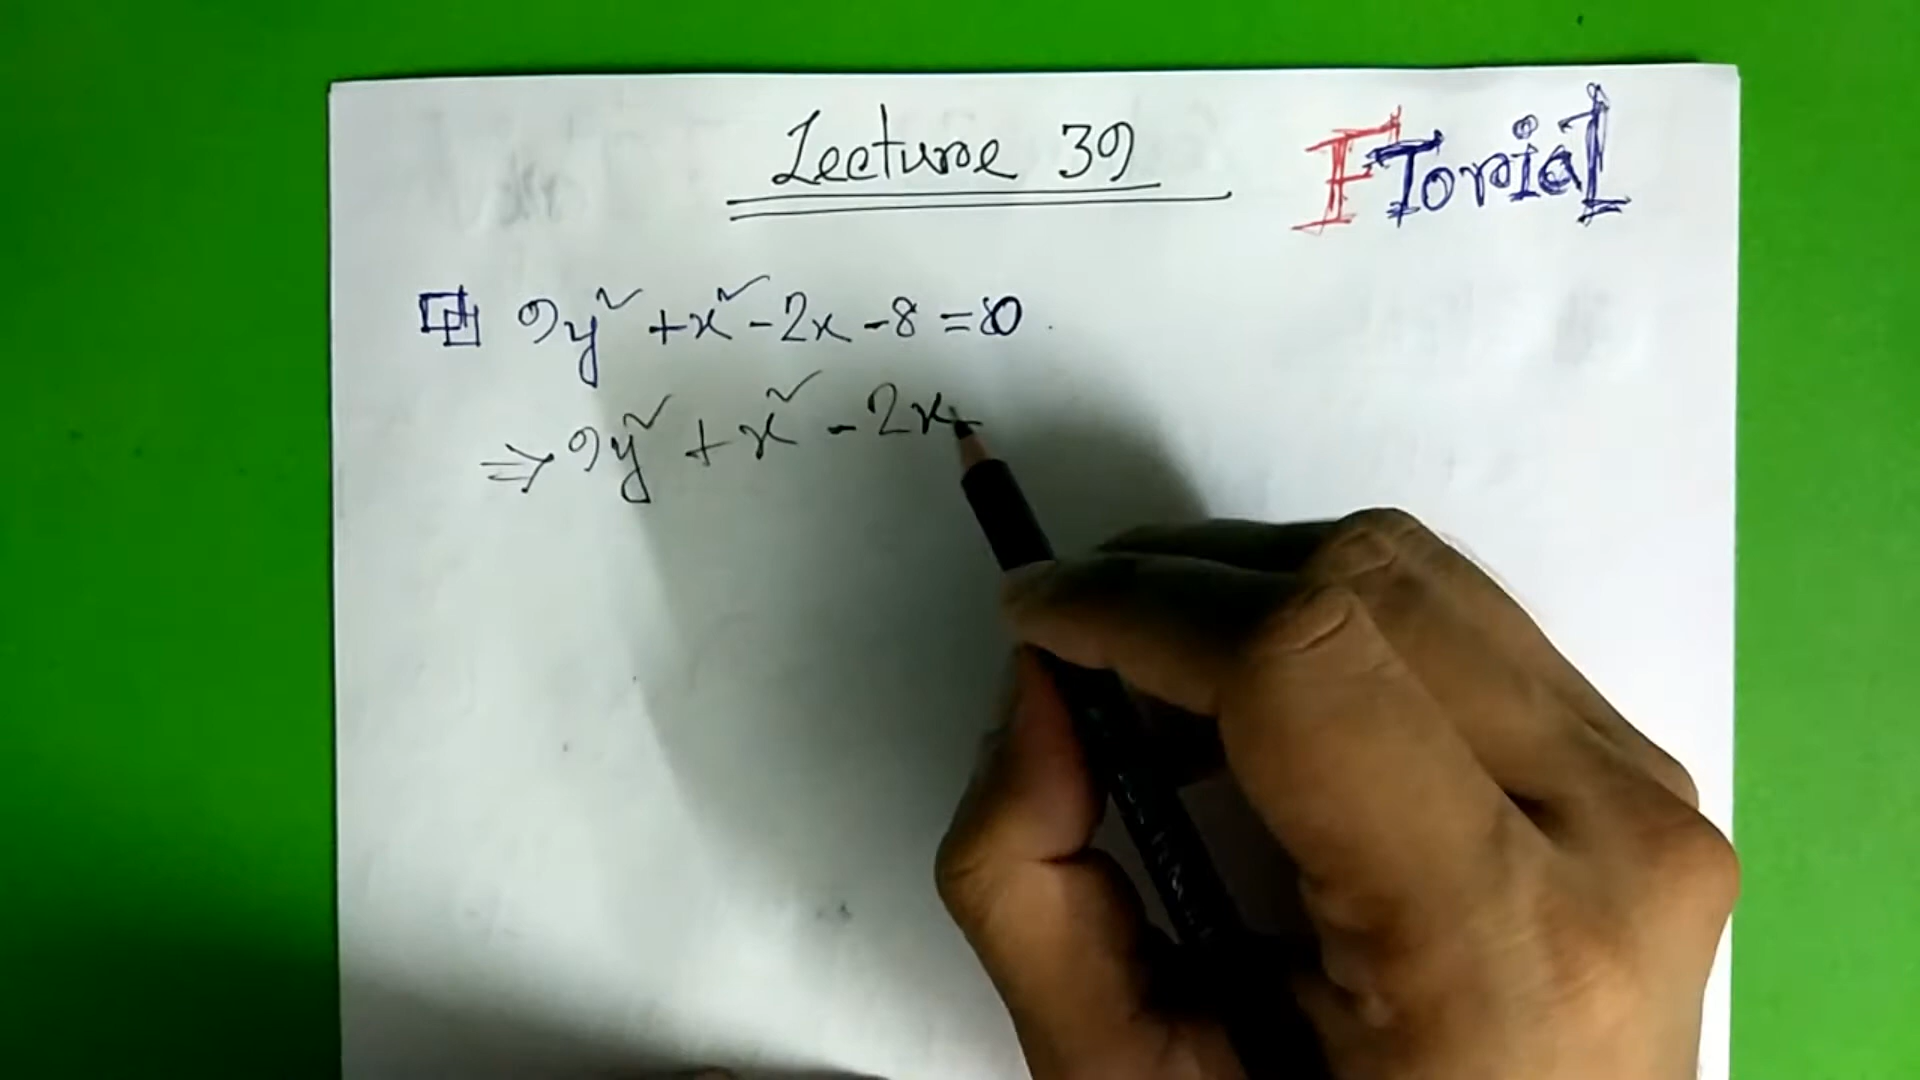 Lecture 39
FTorial
9y² + x² - 2x - 8 = 0
⇒ 9y² + x² - 2x